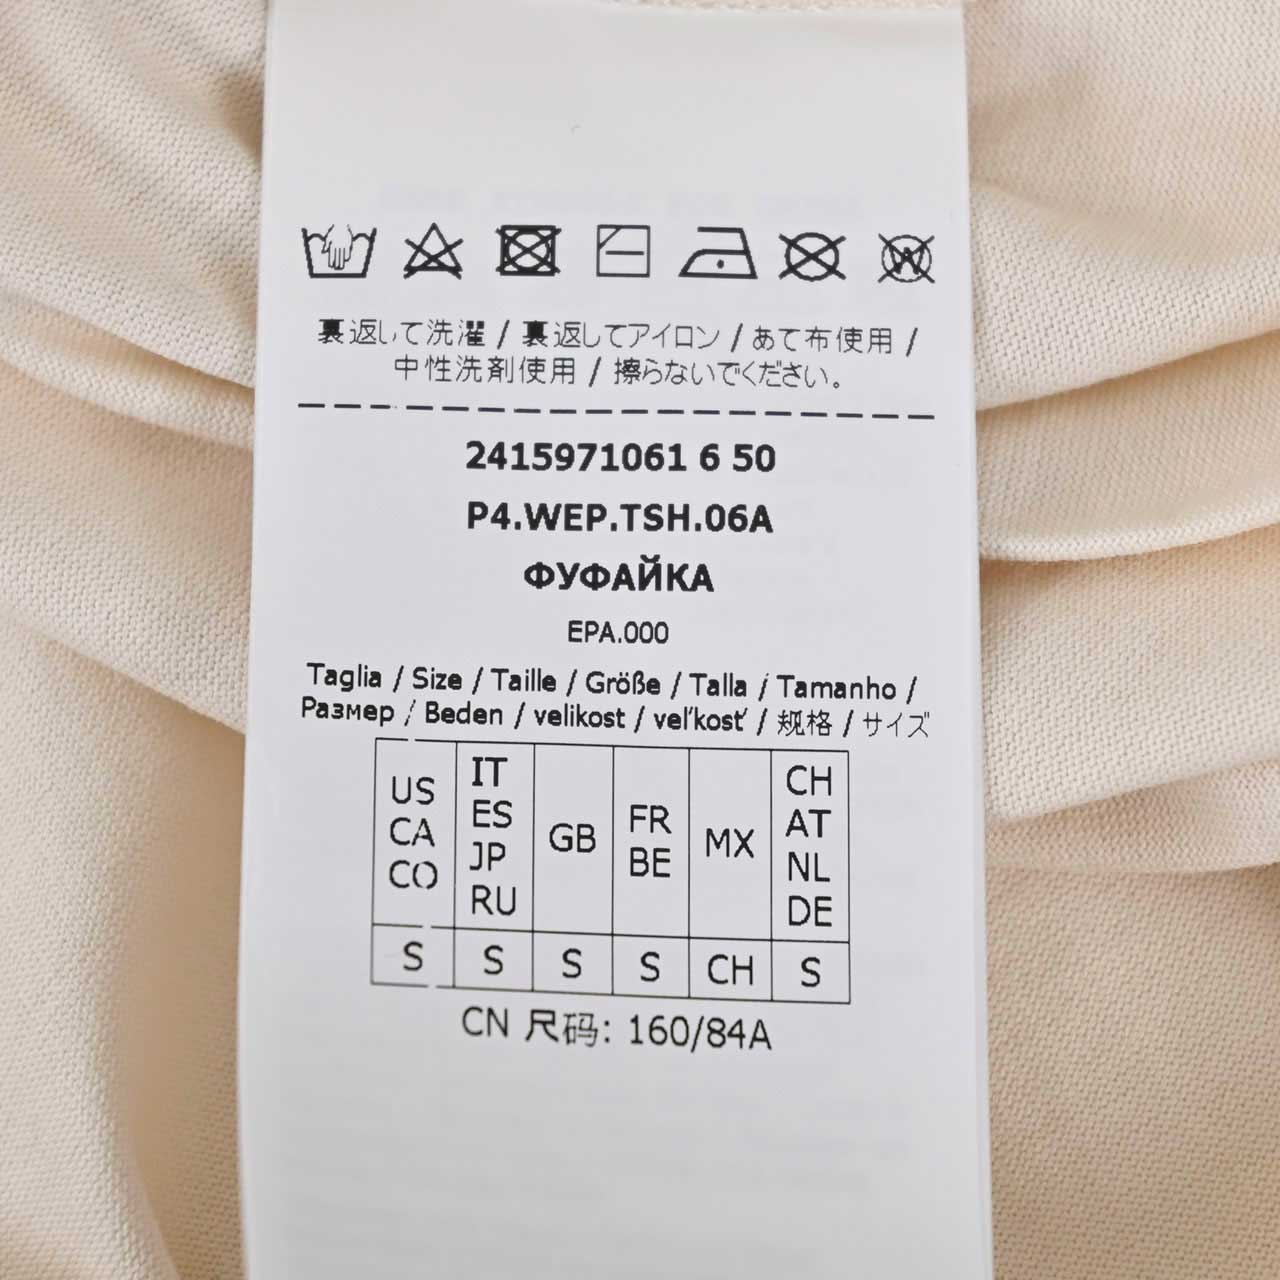 裏返して洗濯 / 裏返してアイロン / あて布使用 /
中性洗剤使用 / 擦らないでください。
2415971061 6 50
P4.WEP.TSH.06A
ФУФАЙКА
EPA.000
Taglia / Size / Taille / Größe / Talla / Tamanho /
Размер / Beden / velikost / veľkosť / 规格 / サイズ
US CA CO IT ES JP RU GB FR BE MX CH AT NL DE
S S S S CH S
CN 尺码: 160/84A